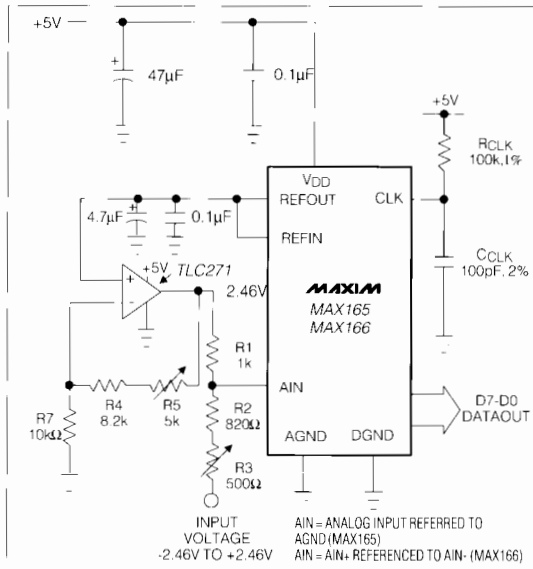 +5V
+
47µF
0.1µF
+5V
RCLK
100k,1%
VDD
REFOUT
CLK
4.7µF
+
0.1µF
REFIN
CCLK
100pF, 2%
+5V
TLC271
+
-
2.46V
MAXIM
MAX165
MAX166
R1
1k
AIN
D7-D0
DATAOUT
R4
8.2k
R5
5k
R7
10kΩ
R2
820Ω
AGND
DGND
R3
500Ω
INPUT
VOLTAGE
-2.46V TO +2.46V
AIN = ANALOG INPUT REFERRED TO
AGND (MAX165)
AIN = AIN+ REFERENCED TO AIN- (MAX166)